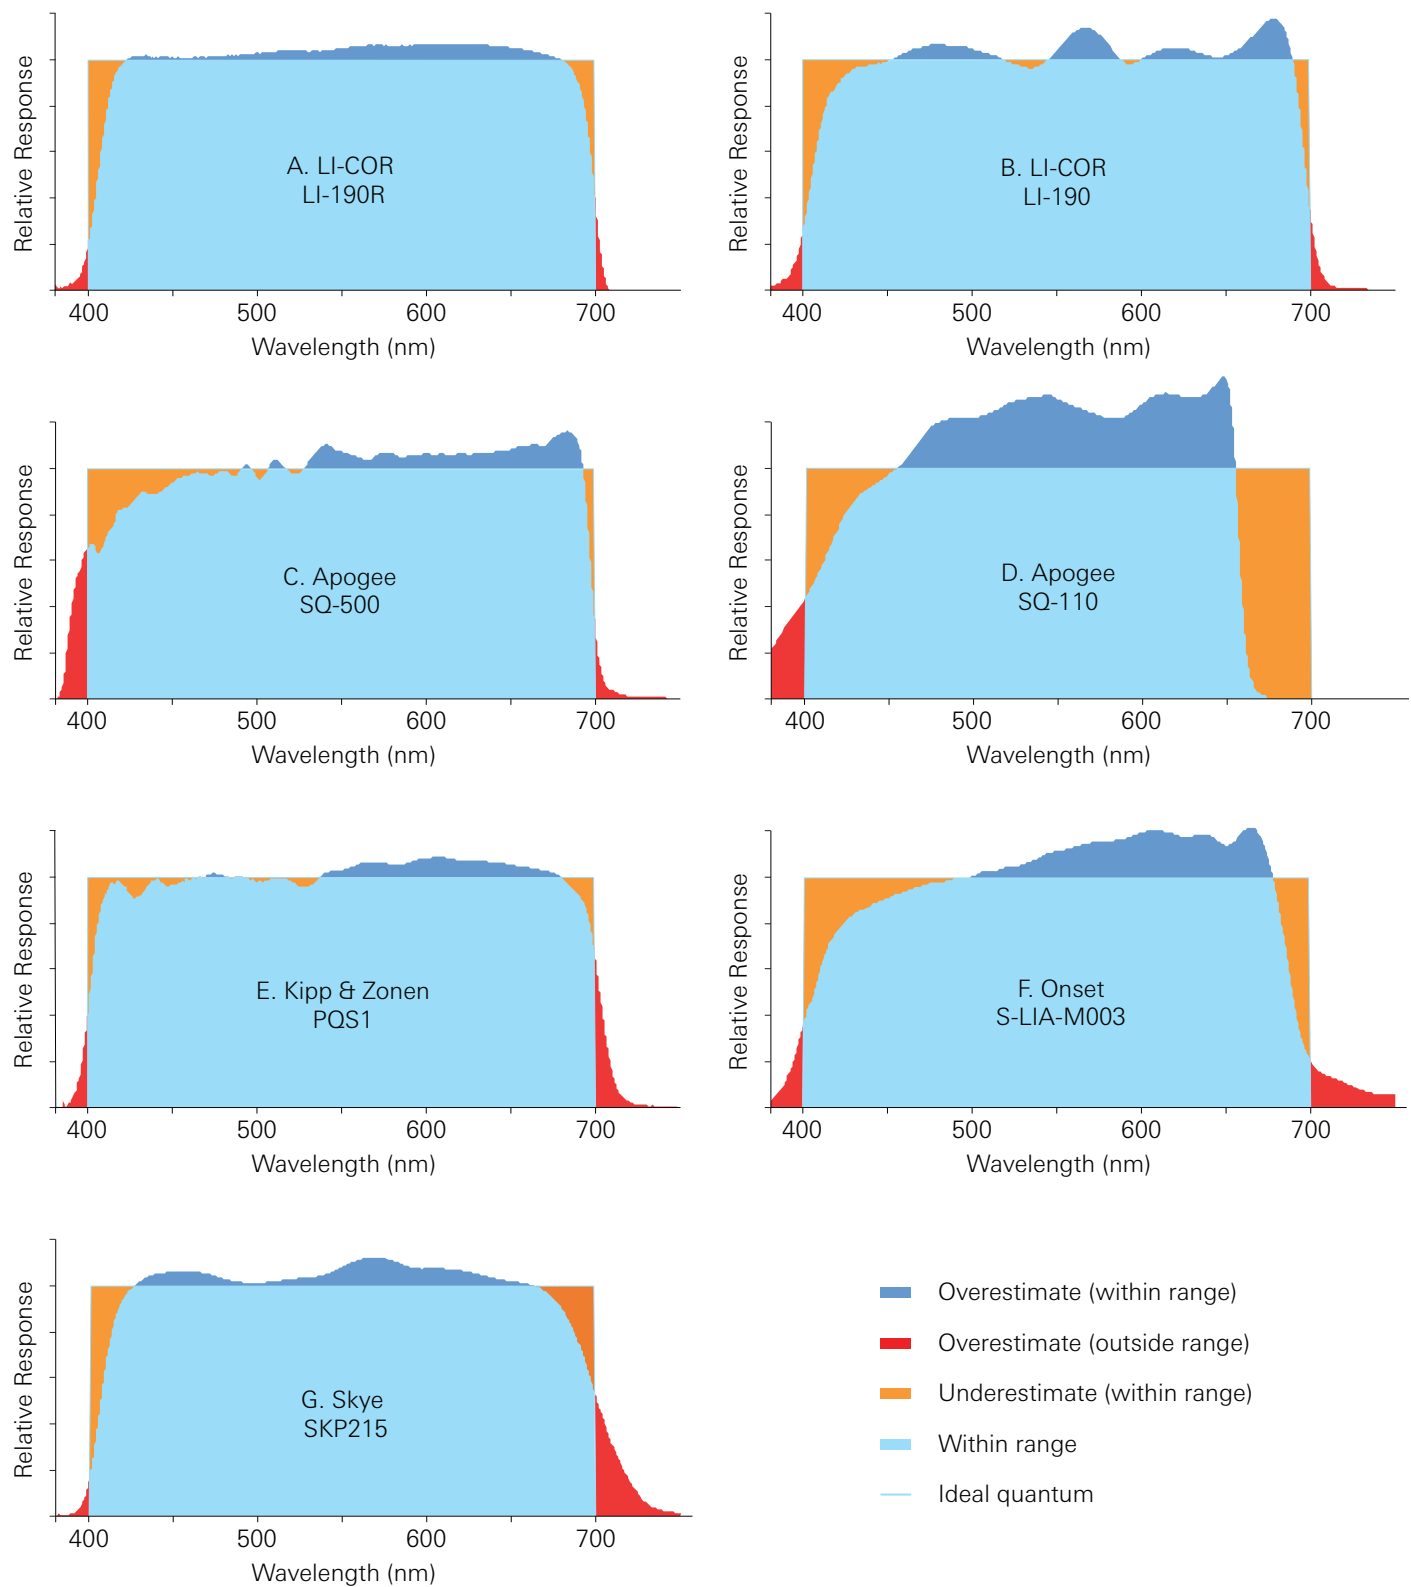 Relative Response
A. LI-COR
LI-190R
400 500 600 700
Wavelength (nm)
Relative Response
B. LI-COR
LI-190
400 500 600 700
Wavelength (nm)
Relative Response
C. Apogee
SQ-500
400 500 600 700
Wavelength (nm)
Relative Response
D. Apogee
SQ-110
400 500 600 700
Wavelength (nm)
Relative Response
E. Kipp & Zonen
PQS1
400 500 600 700
Wavelength (nm)
Relative Response
F. Onset
S-LIA-M003
400 500 600 700
Wavelength (nm)
Relative Response
G. Skye
SKP215
400 500 600 700
Wavelength (nm)
Overestimate (within range)
Overestimate (outside range)
Underestimate (within range)
Within range
Ideal quantum